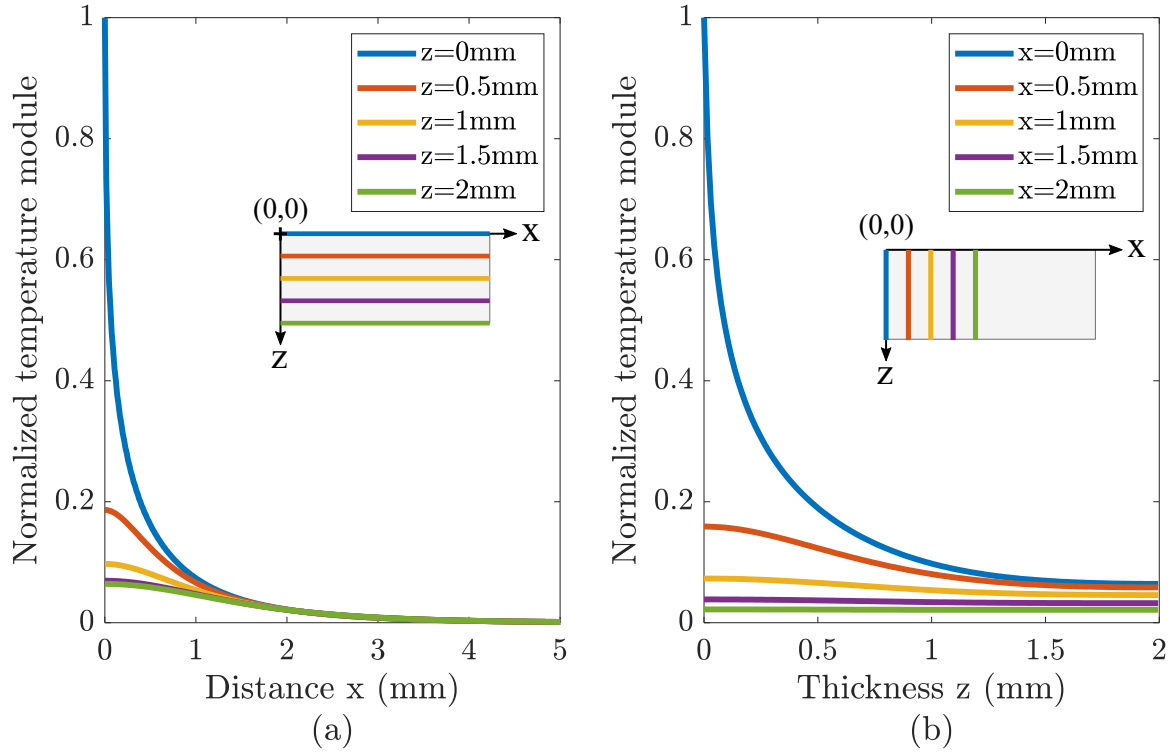 1
0.8
0.6
0.4
0.2
0
Normalized temperature module
z=0mm
z=0.5mm
z=1mm
z=1.5mm
z=2mm
(0,0)
x
z
0 1 2 3 4 5
Distance x (mm)
(a)
1
0.8
0.6
0.4
0.2
0
Normalized temperature module
x=0mm
x=0.5mm
x=1mm
x=1.5mm
x=2mm
(0,0)
x
z
0 0.5 1 1.5 2
Thickness z (mm)
(b)